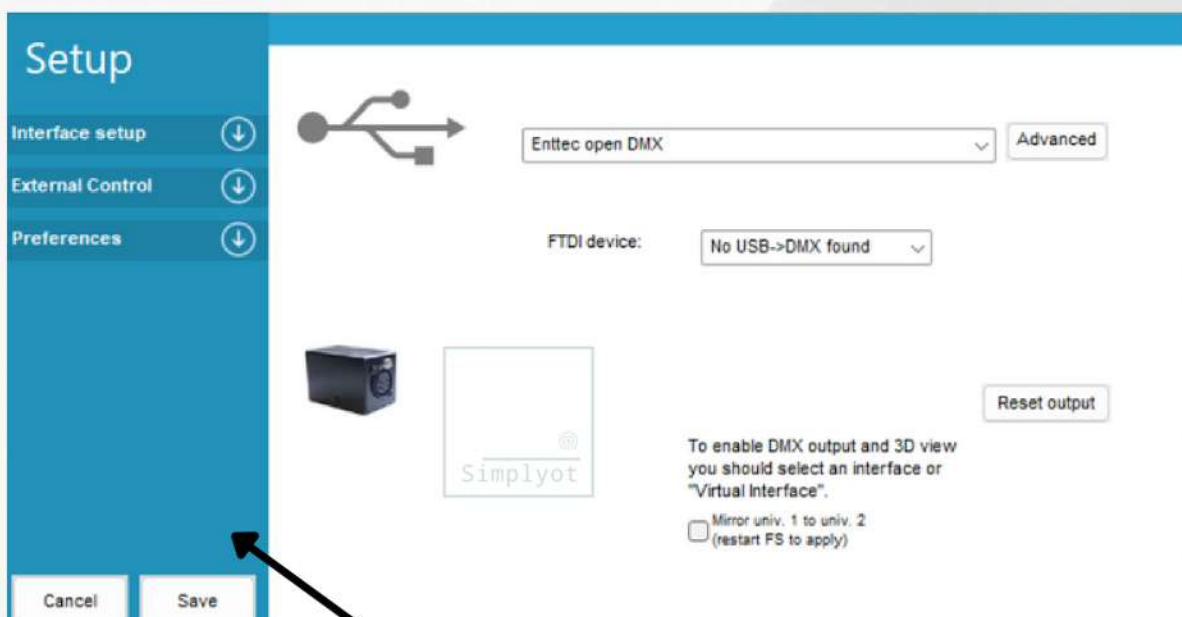 Setup
Interface setup
External Control
Preferences
Cancel
Save
Enttec open DMX
Advanced
FTDI device:
No USB->DMX found
Simplyot
Reset output
To enable DMX output and 3D view
you should select an interface or
"Virtual Interface".
Mirror univ. 1 to univ. 2
(restart FS to apply)